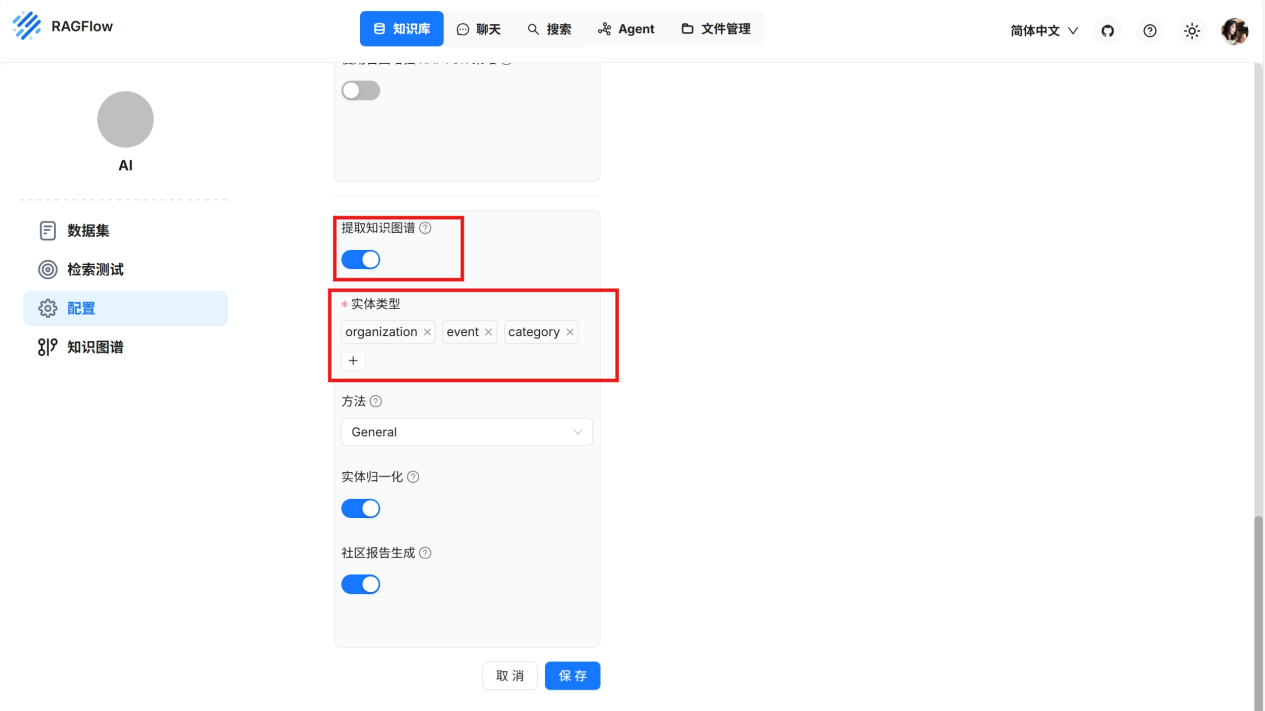 RAGFlow
知识库
聊天
搜索
Agent
文件管理
简体中文
AI
数据集
检索测试
配置
知识图谱
提取知识图谱
* 实体类型
organization ×
event ×
category ×
+
方法
General
实体归一化
社区报告生成
取 消
保 存